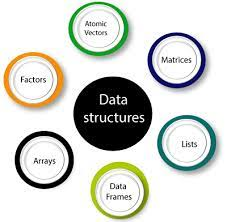 Atomic
Vectors
Matrices
Factors
Data
structures
Lists
Arrays
Data
Frames